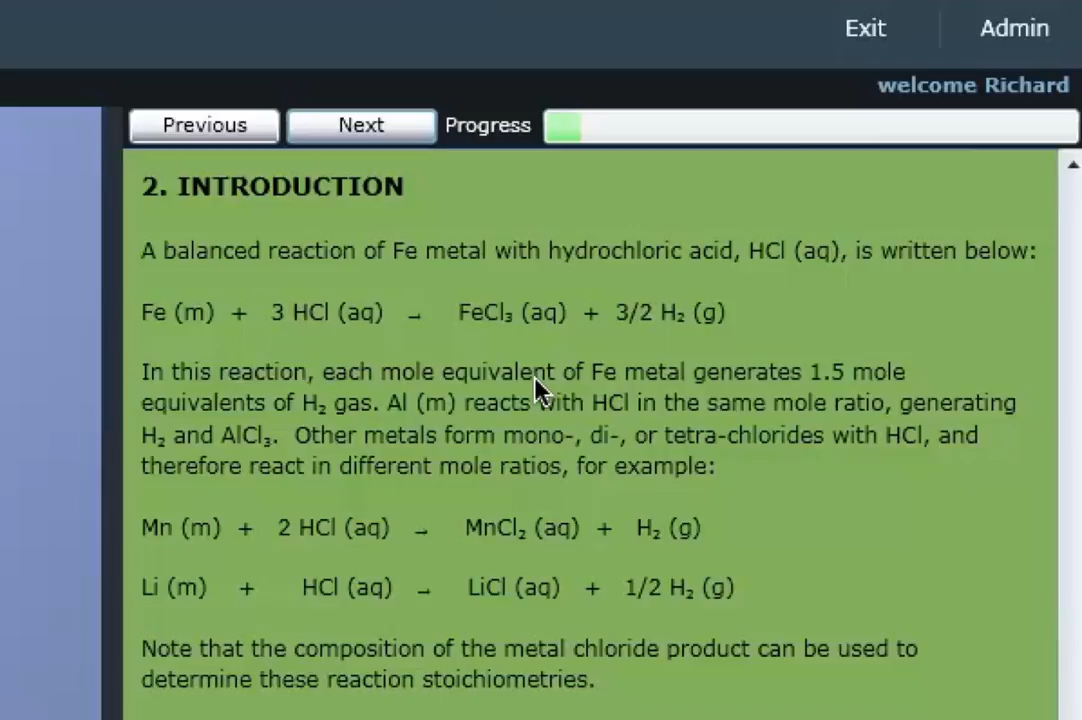 Exit Admin
welcome Richard
Previous Next Progress
2. INTRODUCTION
A balanced reaction of Fe metal with hydrochloric acid, HCl (aq), is written below:
Fe (m) + 3 HCl (aq) → FeCl₃ (aq) + 3/2 H₂ (g)
In this reaction, each mole equivalent of Fe metal generates 1.5 mole
equivalents of H₂ gas. Al (m) reacts with HCl in the same mole ratio, generating
H₂ and AlCl₃. Other metals form mono-, di-, or tetra-chlorides with HCl, and
therefore react in different mole ratios, for example:
Mn (m) + 2 HCl (aq) → MnCl₂ (aq) + H₂ (g)
Li (m) + HCl (aq) → LiCl (aq) + 1/2 H₂ (g)
Note that the composition of the metal chloride product can be used to
determine these reaction stoichiometries.